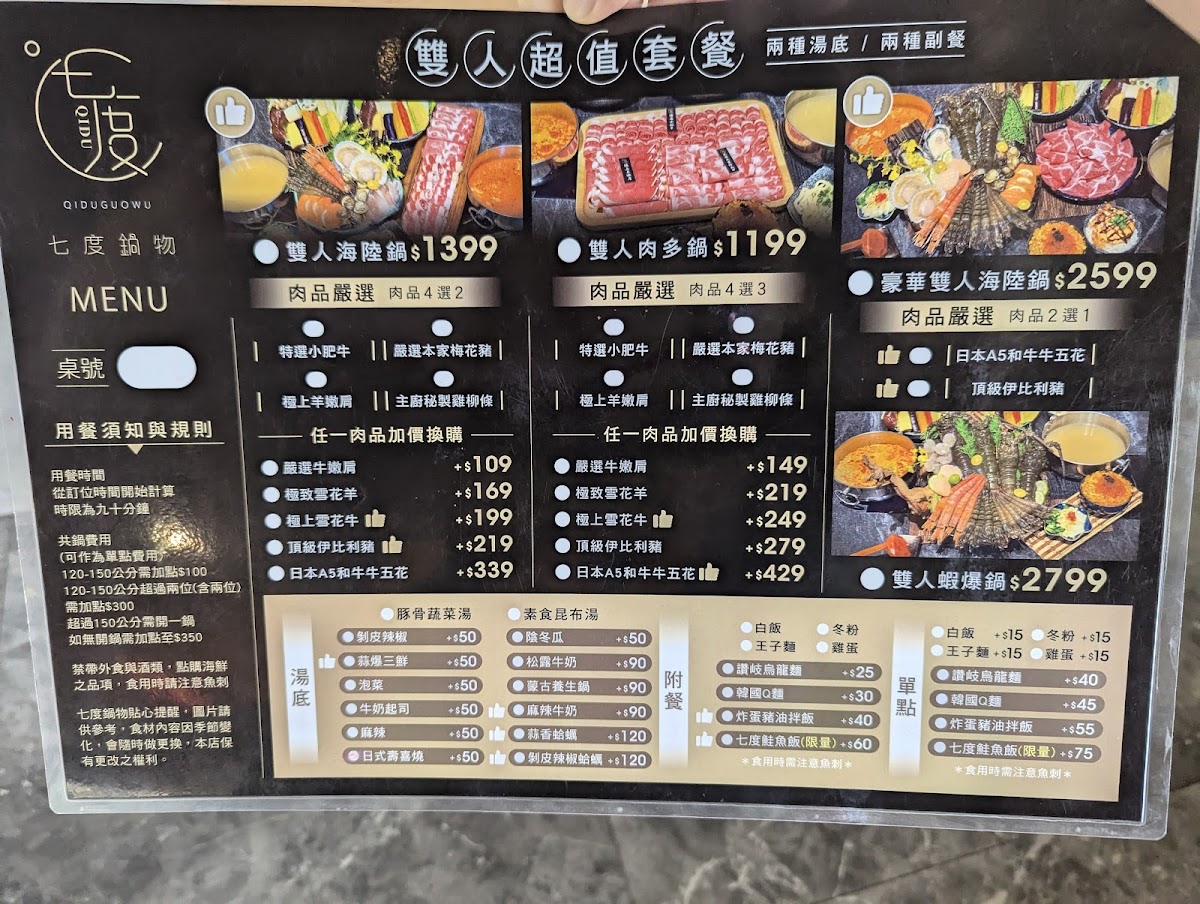 七度
QIDU
QIDUGUOWU
七度鍋物
MENU
桌號
用餐須知與規則
用餐時間
從訂位時間開始計算
時限為九十分鐘
共鍋費用
(可作為單點費用)
120-150公分需加點$100
120-150公分超過兩位(含兩位)
需加點$300
超過150公分需開一鍋
如無開鍋需加點至$350
禁帶外食與酒類，點購海鮮
之品項，食用時請注意魚刺
七度鍋物貼心提醒，圖片請
供參考，食材內容因季節變
化，會隨時做更換，本店保
有更改之權利。
雙人超值套餐
兩種湯底 / 兩種副餐
雙人海陸鍋$1399
肉品嚴選 肉品4選2
特選小肥牛
嚴選本家梅花豬
極上羊嫩肩
主廚秘製雞柳條
任一肉品加價換購
嚴選牛嫩肩 +$109
極致雪花羊 +$169
極上雪花牛 +$199
頂級伊比利豬 +$219
日本A5和牛牛五花 +$339
雙人肉多鍋$1199
肉品嚴選 肉品4選3
特選小肥牛
嚴選本家梅花豬
極上羊嫩肩
主廚秘製雞柳條
任一肉品加價換購
嚴選牛嫩肩 +$149
極致雪花羊 +$219
極上雪花牛 +$249
頂級伊比利豬 +$279
日本A5和牛牛五花 +$429
豪華雙人海陸鍋$2599
肉品嚴選 肉品2選1
日本A5和牛牛五花
頂級伊比利豬
雙人蝦爆鍋$2799
湯底
豚骨蔬菜湯
剝皮辣椒 +$50
蒜爆三鮮 +$50
泡菜 +$50
牛奶起司 +$50
麻辣 +$50
日式壽喜燒 +$50
素食昆布湯
陰冬瓜 +$50
松露牛奶 +$90
蒙古養生鍋 +$90
麻辣牛奶 +$90
蒜香蛤蠣 +$120
剝皮辣椒蛤蠣 +$120
附餐
白飯
冬粉
王子麵
雞蛋
讚岐烏龍麵 +$25
韓國Q麵 +$30
炸蛋豬油拌飯 +$40
七度鮭魚飯(限量) +$60
＊食用時需注意魚刺＊
單點
白飯 +$15
冬粉 +$15
王子麵 +$15
雞蛋 +$15
讚岐烏龍麵 +$40
韓國Q麵 +$45
炸蛋豬油拌飯 +$55
七度鮭魚飯(限量) +$75
＊食用時需注意魚刺＊